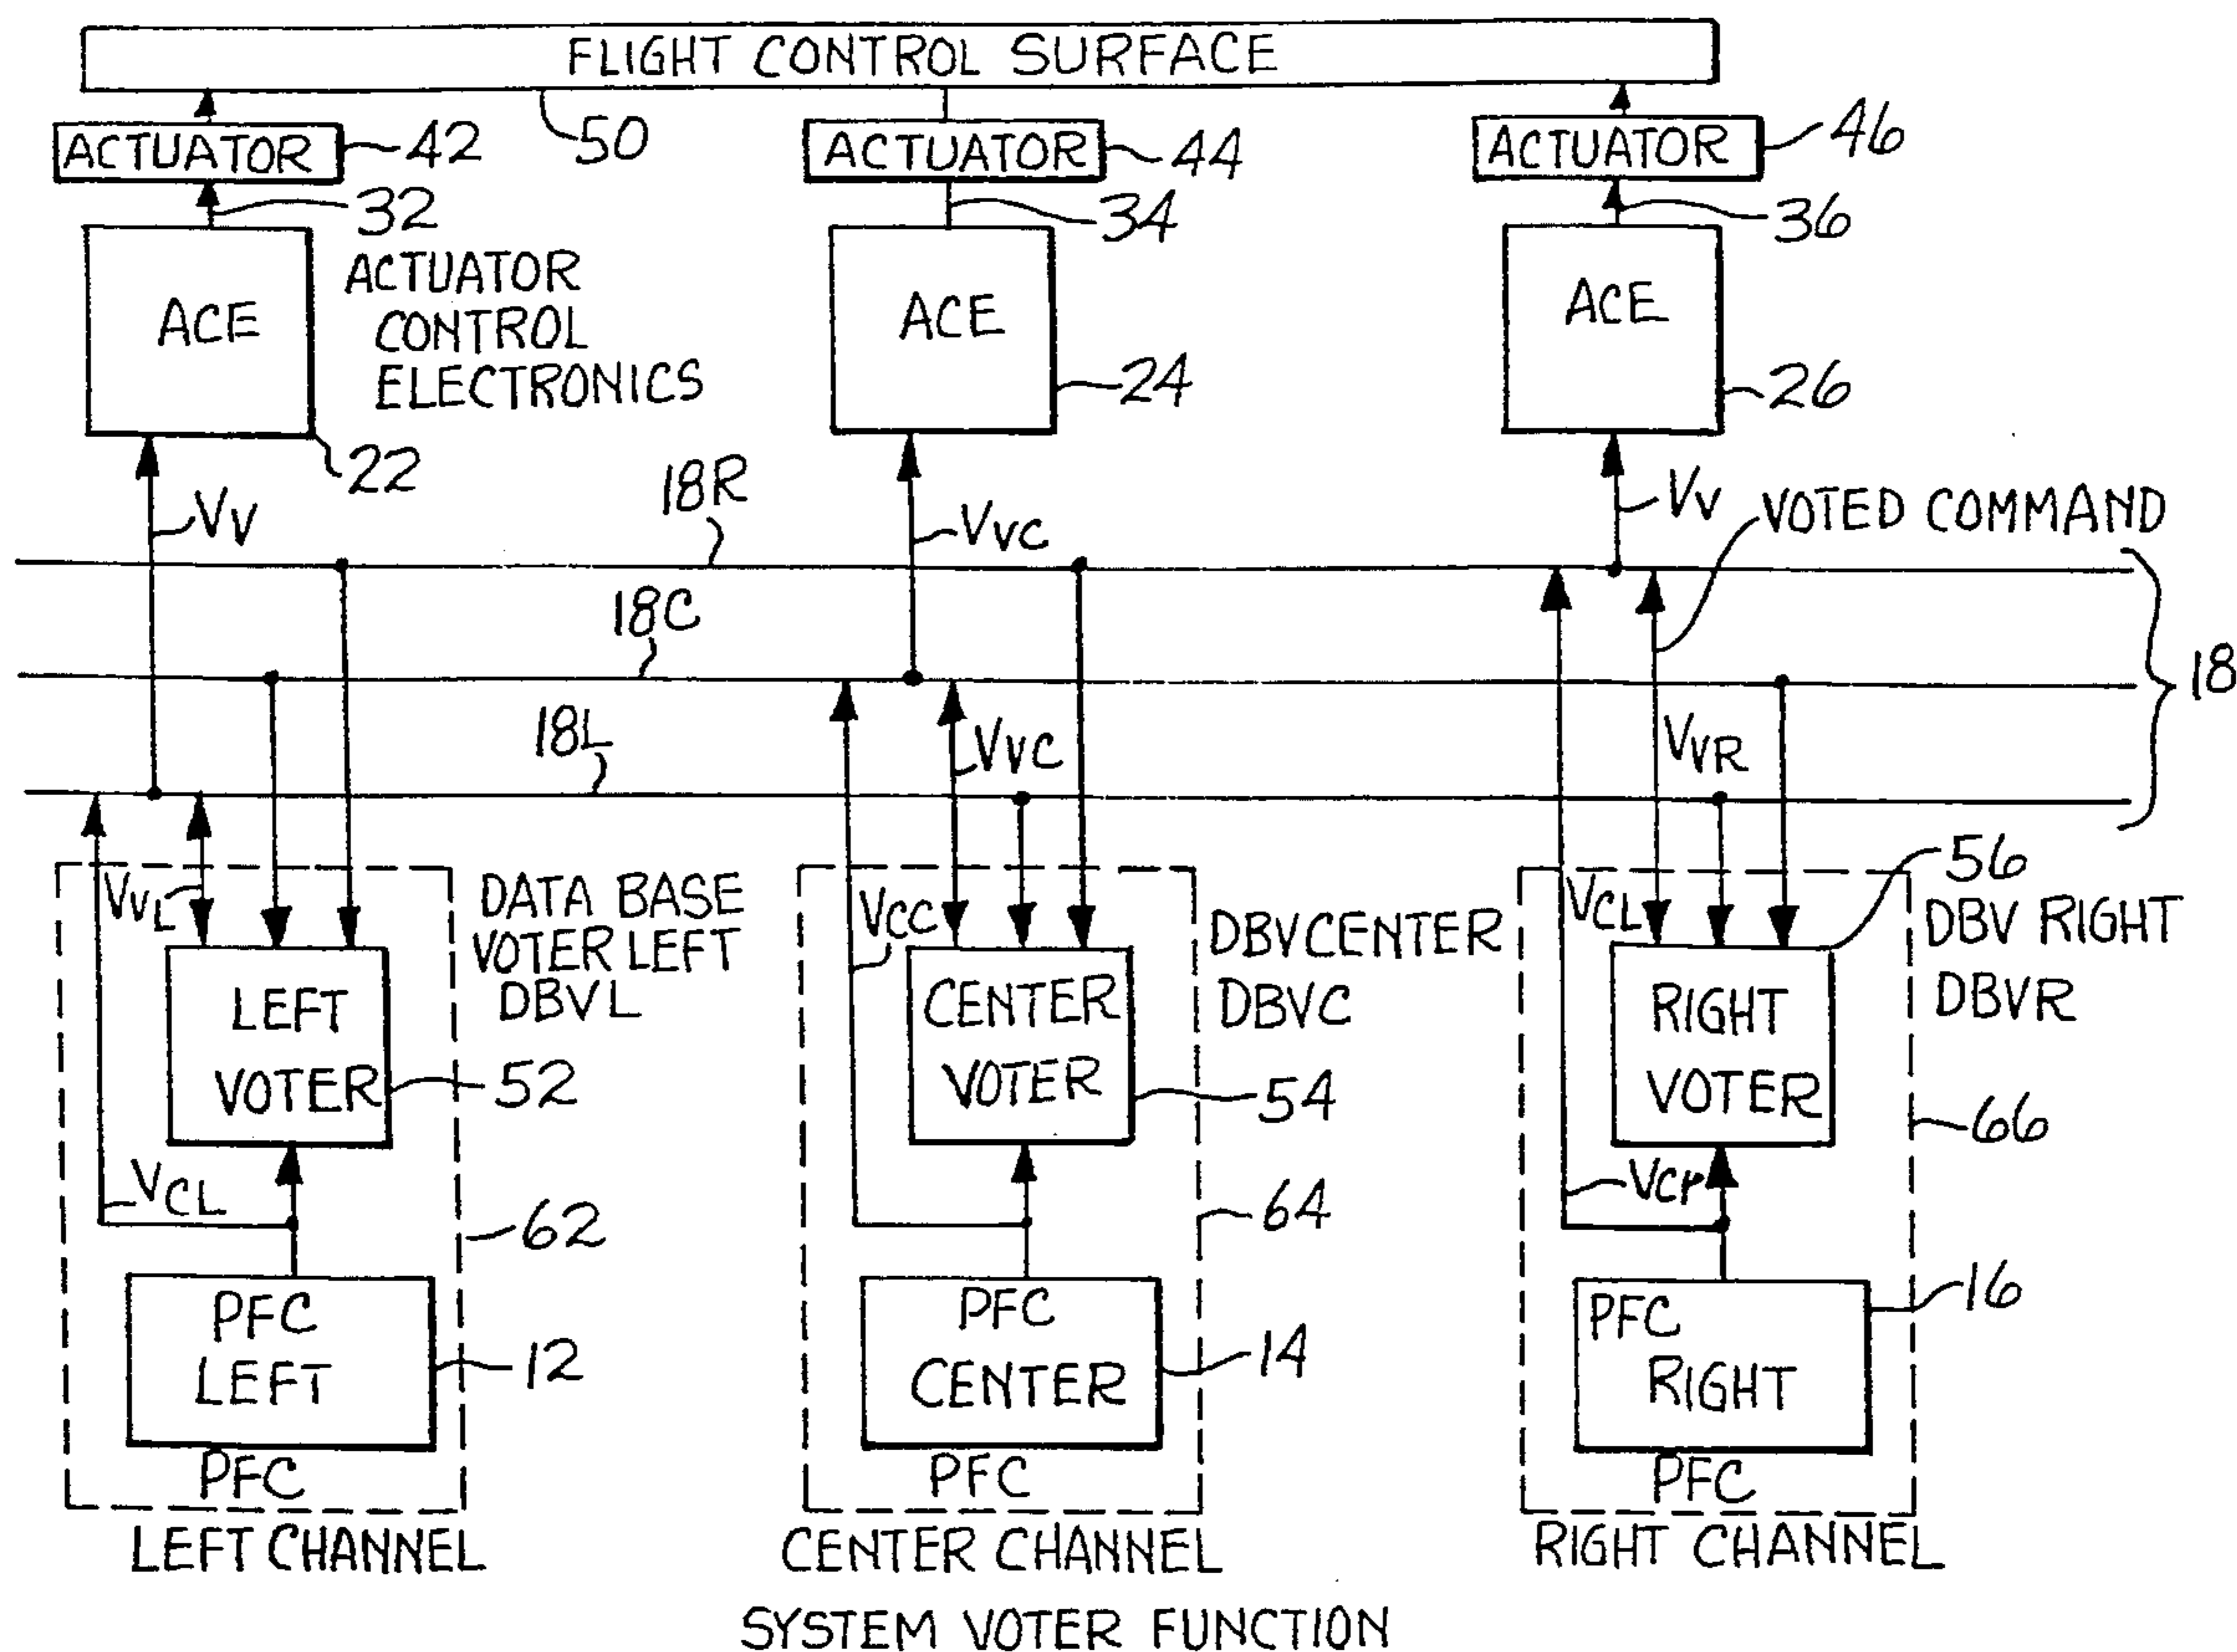 FLIGHT CONTROL SURFACE
50
ACTUATOR
42
ACTUATOR
44
ACTUATOR
46
32
34
36
ACE
ACTUATOR
CONTROL
ELECTRONICS
22
ACE
24
ACE
26
VV
18R
VVC
VV
VOTED COMMAND
18C
18L
VVC
VVR
18
VVL
DATA BASE
VOTER LEFT
DBVL
LEFT
VOTER
52
VCL
62
PFC
LEFT
12
PFC
LEFT CHANNEL
VCC
DBVCENTER
DBVC
CENTER
VOTER
54
64
PFC
CENTER
14
PFC
CENTER CHANNEL
VCL
56
DBV RIGHT
DBVR
RIGHT
VOTER
66
VCr
16
PFC
RIGHT
PFC
RIGHT CHANNEL
SYSTEM VOTER FUNCTION